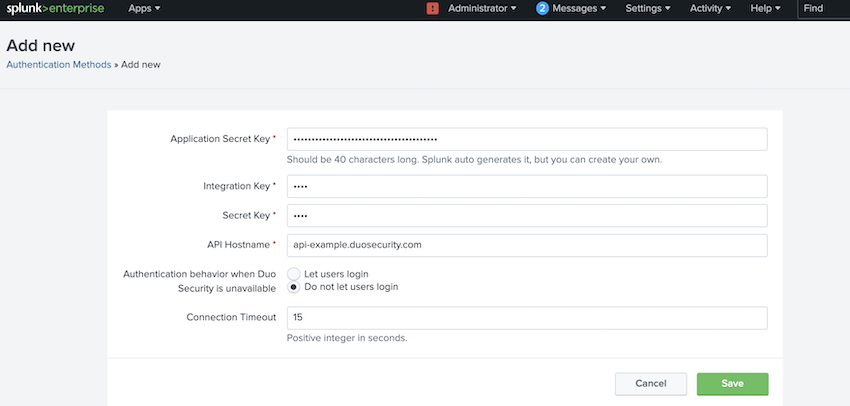 splunk>enterprise Apps ▾ ! Administrator ▾ 2 Messages ▾ Settings ▾ Activity ▾ Help ▾ Find
Add new
Authentication Methods » Add new
Application Secret Key * ••••••••••••••••••••••••••••••••••••••••
Should be 40 characters long. Splunk auto generates it, but you can create your own.
Integration Key * ••••
Secret Key * ••••
API Hostname * api-example.duosecurity.com
Authentication behavior when Duo Let users login
Security is unavailable Do not let users login
Connection Timeout 15
Positive integer in seconds.
Cancel Save